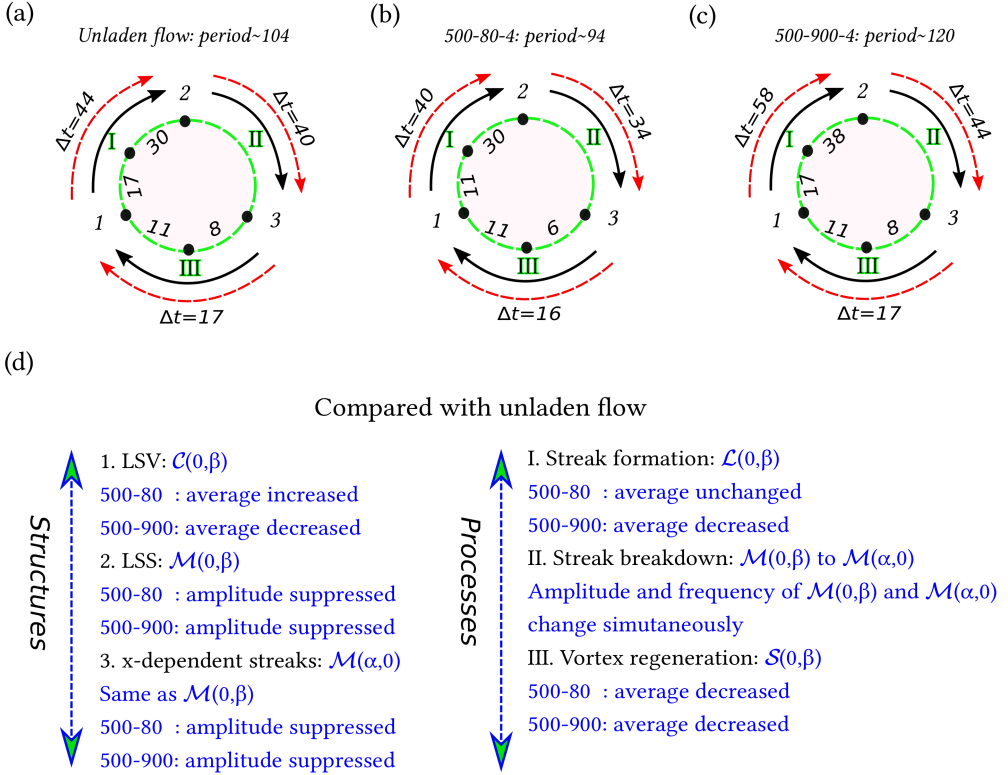 (a)
Unladen flow: period~104
Δt=44
Δt=40
2
I
II
30
17
1
3
11
8
III
Δt=17
(b)
500-80-4: period~94
Δt=40
Δt=34
2
I
II
30
11
1
3
11
6
III
Δt=16
(c)
500-900-4: period~120
Δt=58
Δt=44
2
I
II
38
17
1
3
11
8
III
Δt=17
(d)
Compared with unladen flow
Structures
1. LSV: 𝒞(0,β)
500-80 : average increased
500-900: average decreased
2. LSS: ℳ(0,β)
500-80 : amplitude suppressed
500-900: amplitude suppressed
3. x-dependent streaks: ℳ(α,0)
Same as ℳ(0,β)
500-80 : amplitude suppressed
500-900: amplitude suppressed
Processes
I. Streak formation: ℒ(0,β)
500-80 : average unchanged
500-900: average decreased
II. Streak breakdown: ℳ(0,β) to ℳ(α,0)
Amplitude and frequency of ℳ(0,β) and ℳ(α,0)
change simutaneously
III. Vortex regeneration: 𝒮(0,β)
500-80 : average decreased
500-900: average decreased